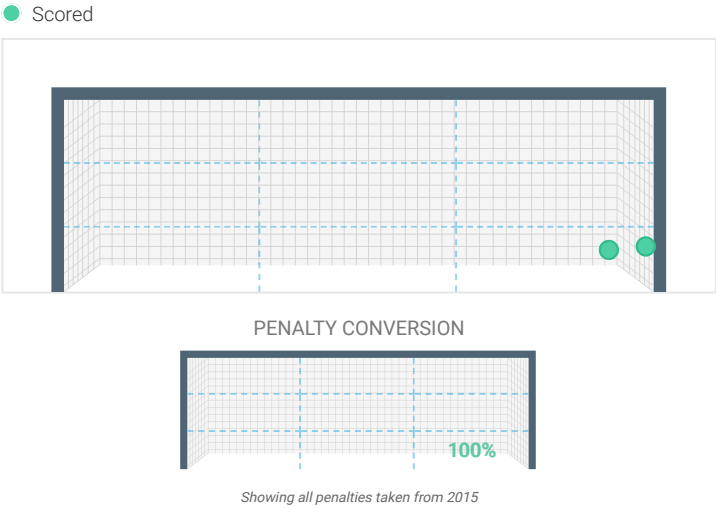 Scored
PENALTY CONVERSION
100%
Showing all penalties taken from 2015